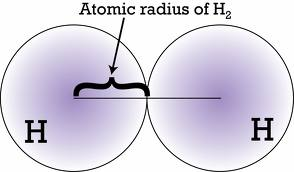 Atomic radius of H₂
H
H